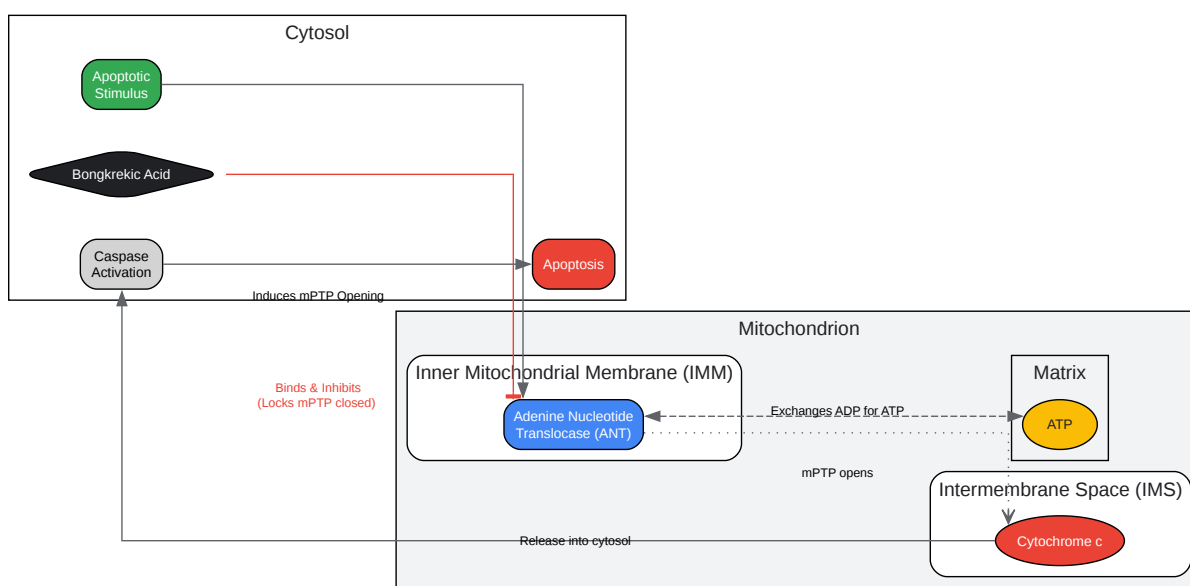 Cytosol
Apoptotic
Stimulus
Bongkrekic Acid
Caspase
Activation
Apoptosis
Induces mPTP Opening
Mitochondrion
Inner Mitochondrial Membrane (IMM)
Matrix
Binds & Inhibits
(Locks mPTP closed)
Adenine Nucleotide
Translocase (ANT)
Exchanges ADP for ATP
ATP
mPTP opens
Intermembrane Space (IMS)
Release into cytosol
Cytochrome c